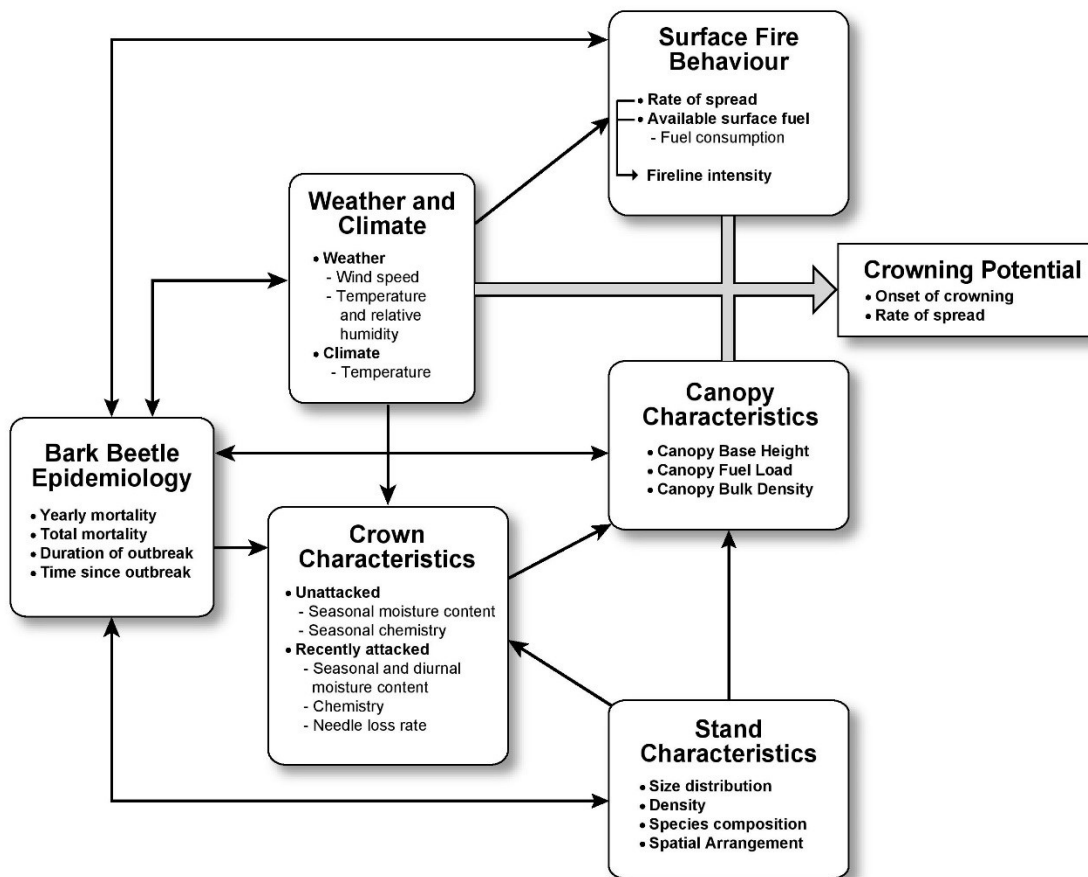 Surface Fire
Behaviour
• Rate of spread
• Available surface fuel
- Fuel consumption
Fireline intensity
Weather and
Climate
• Weather
- Wind speed
- Temperature
and relative
humidity
• Climate
- Temperature
Crowning Potential
• Onset of crowning
• Rate of spread
Canopy
Characteristics
• Canopy Base Height
• Canopy Fuel Load
• Canopy Bulk Density
Bark Beetle
Epidemiology
• Yearly mortality
• Total mortality
• Duration of outbreak
• Time since outbreak
Crown
Characteristics
• Unattacked
- Seasonal moisture content
- Seasonal chemistry
• Recently attacked
- Seasonal and diurnal
moisture content
- Chemistry
- Needle loss rate
Stand
Characteristics
• Size distribution
• Density
• Species composition
• Spatial Arrangement